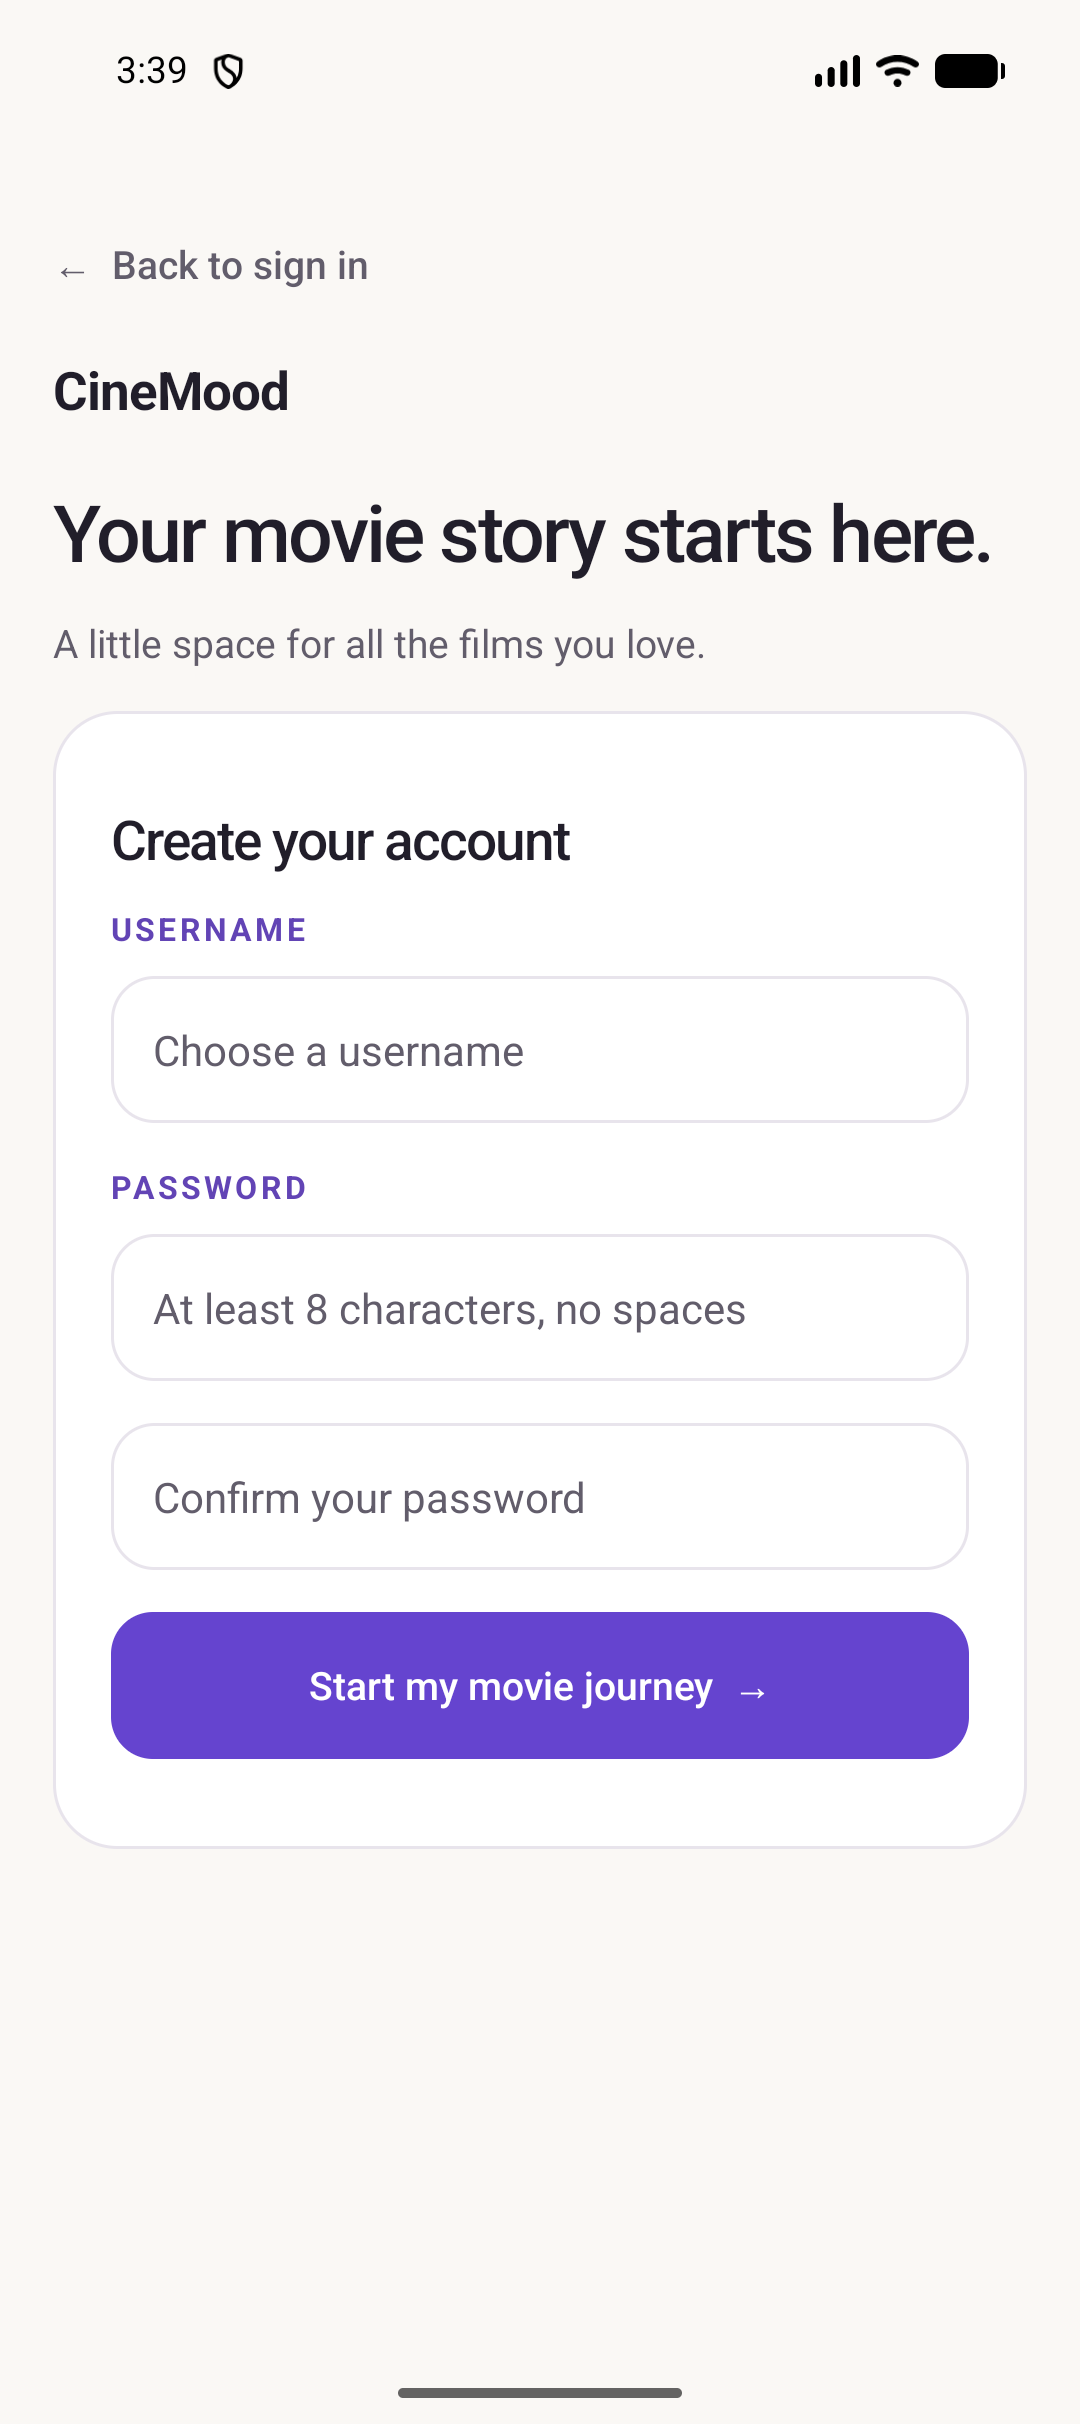 3:39
← Back to sign in
CineMood
Your movie story starts here.
A little space for all the films you love.
Create your account
USERNAME
Choose a username
PASSWORD
At least 8 characters, no spaces
Confirm your password
Start my movie journey →